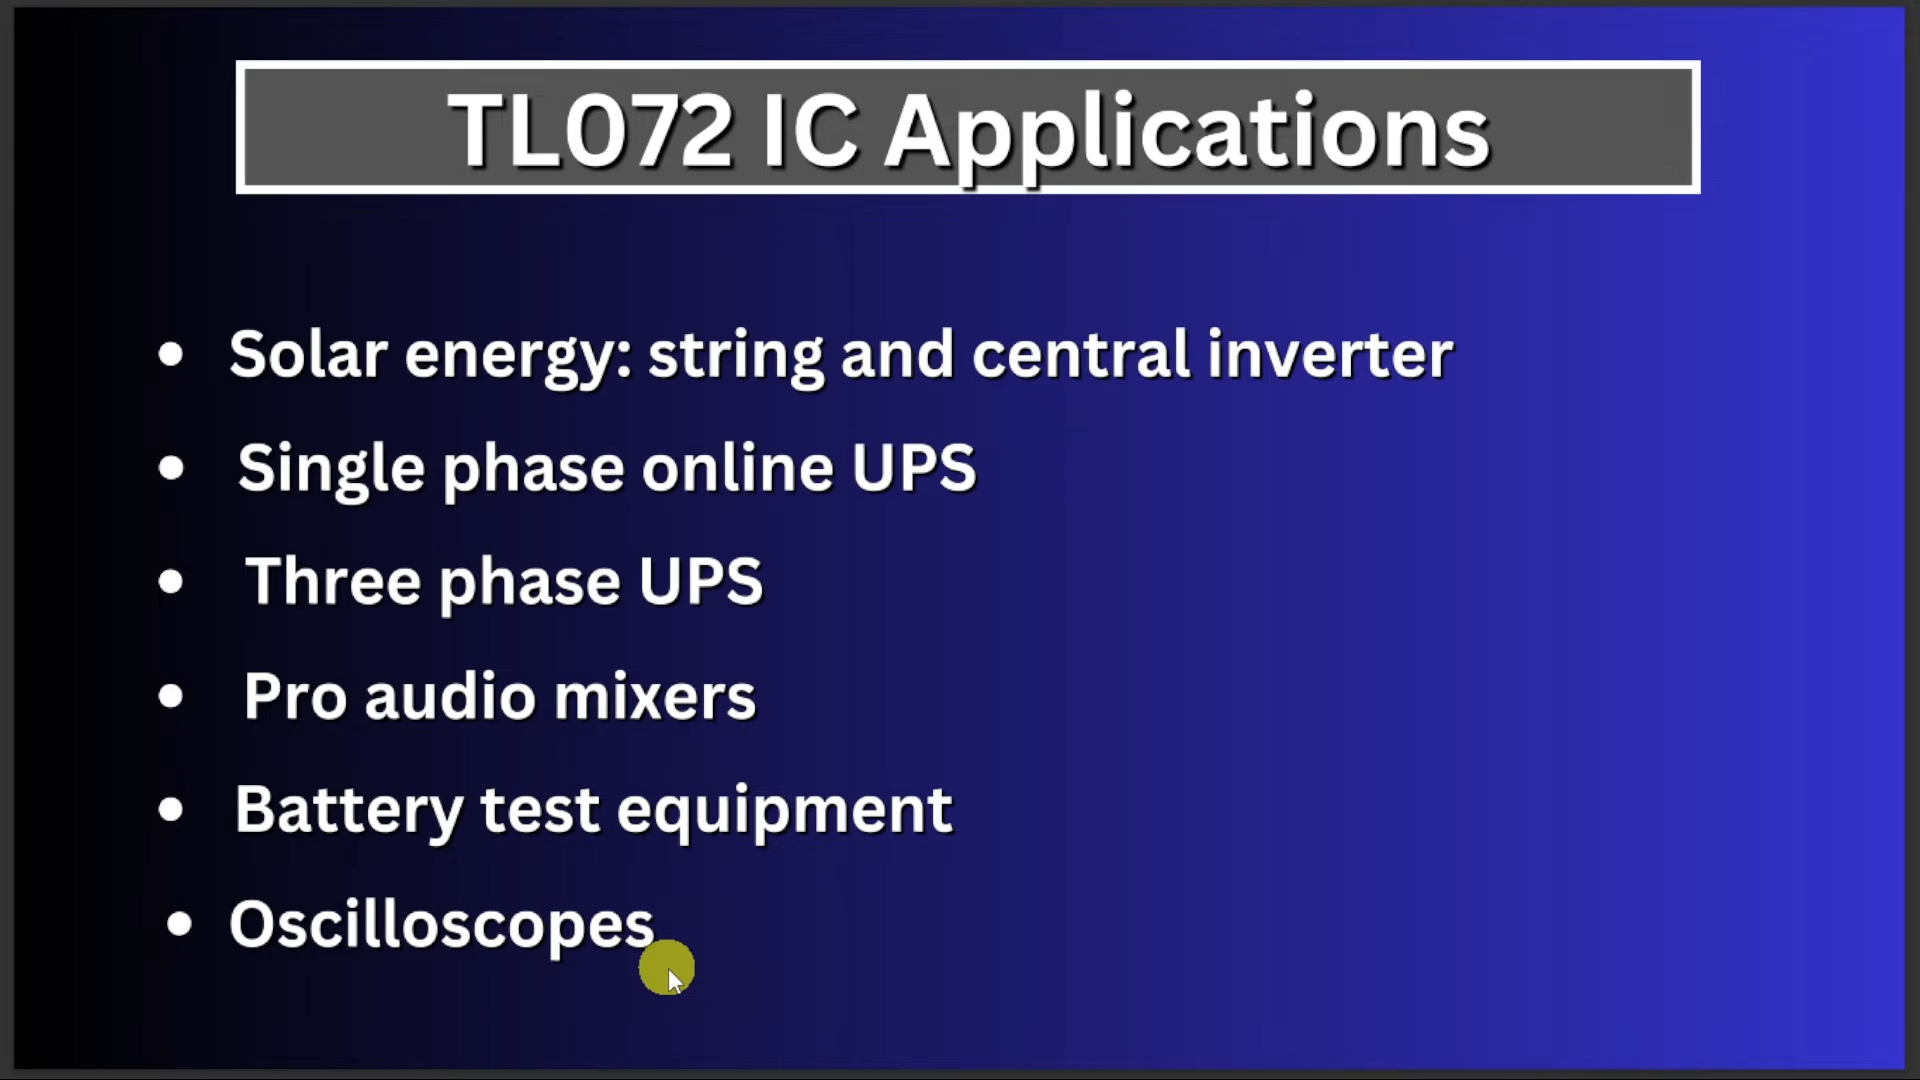 TL072 IC Applications
• Solar energy: string and central inverter
• Single phase online UPS
• Three phase UPS
• Pro audio mixers
• Battery test equipment
• Oscilloscopes